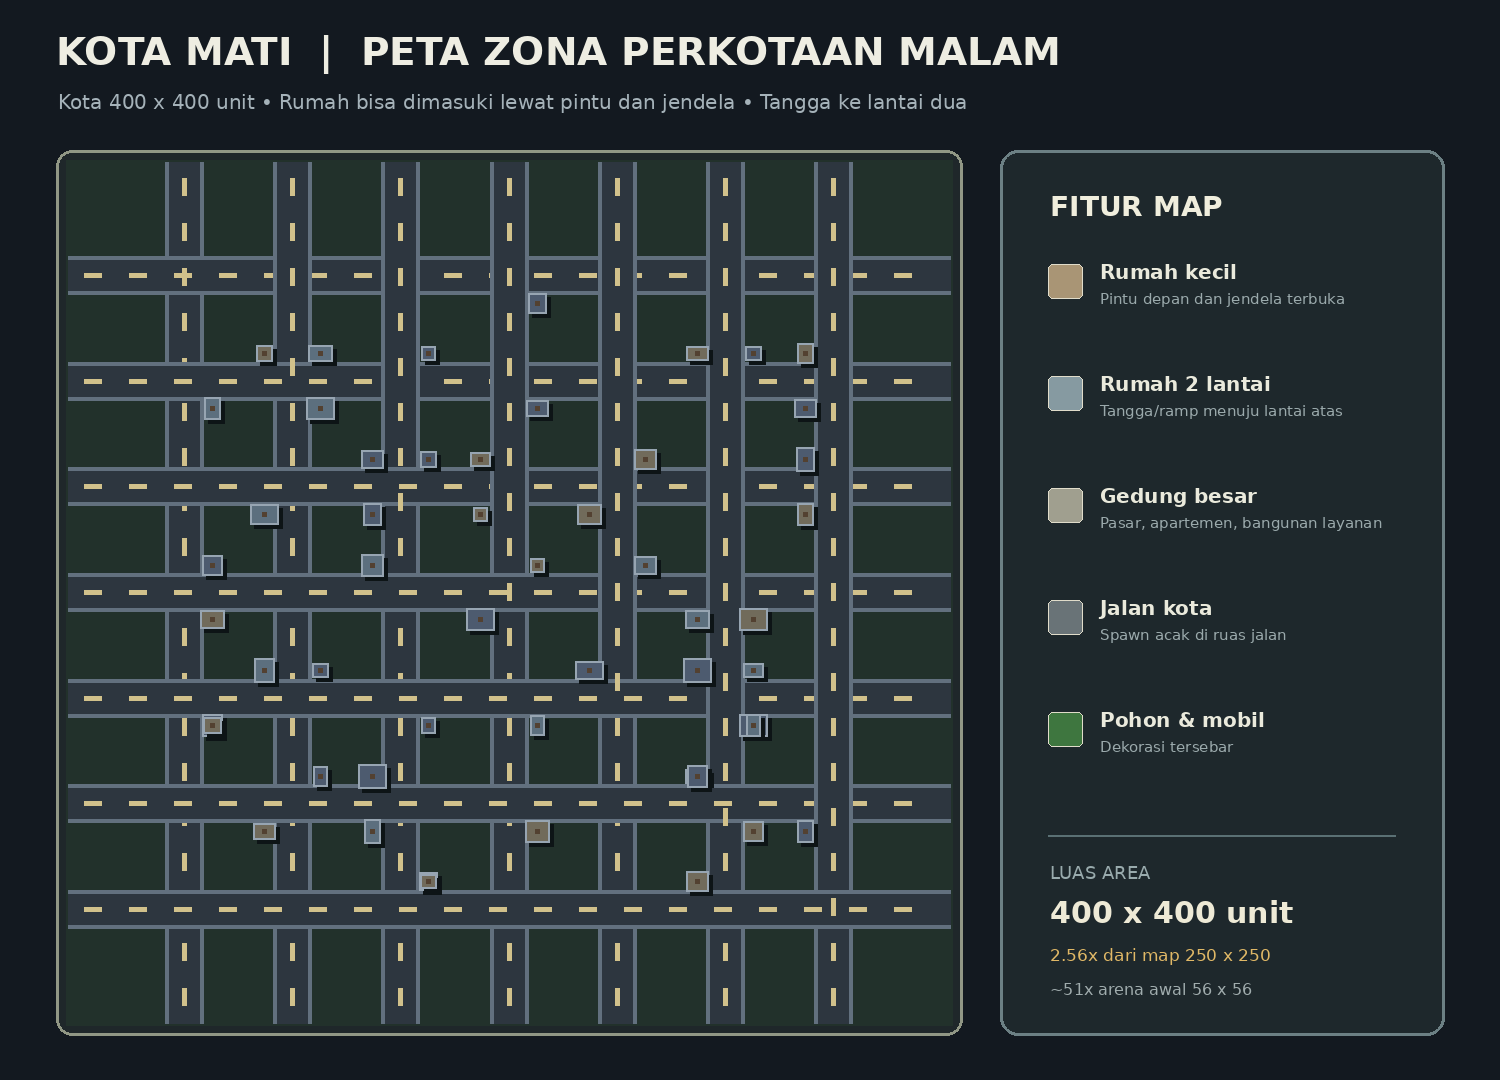 KOTA MATI | PETA ZONA PERKOTAAN MALAM
Kota 400 x 400 unit • Rumah bisa dimasuki lewat pintu dan jendela • Tangga ke lantai dua
FITUR MAP
Rumah kecil
Pintu depan dan jendela terbuka
Rumah 2 lantai
Tangga/ramp menuju lantai atas
Gedung besar
Pasar, apartemen, bangunan layanan
Jalan kota
Spawn acak di ruas jalan
Pohon & mobil
Dekorasi tersebar
LUAS AREA
400 x 400 unit
2.56x dari map 250 x 250
~51x arena awal 56 x 56